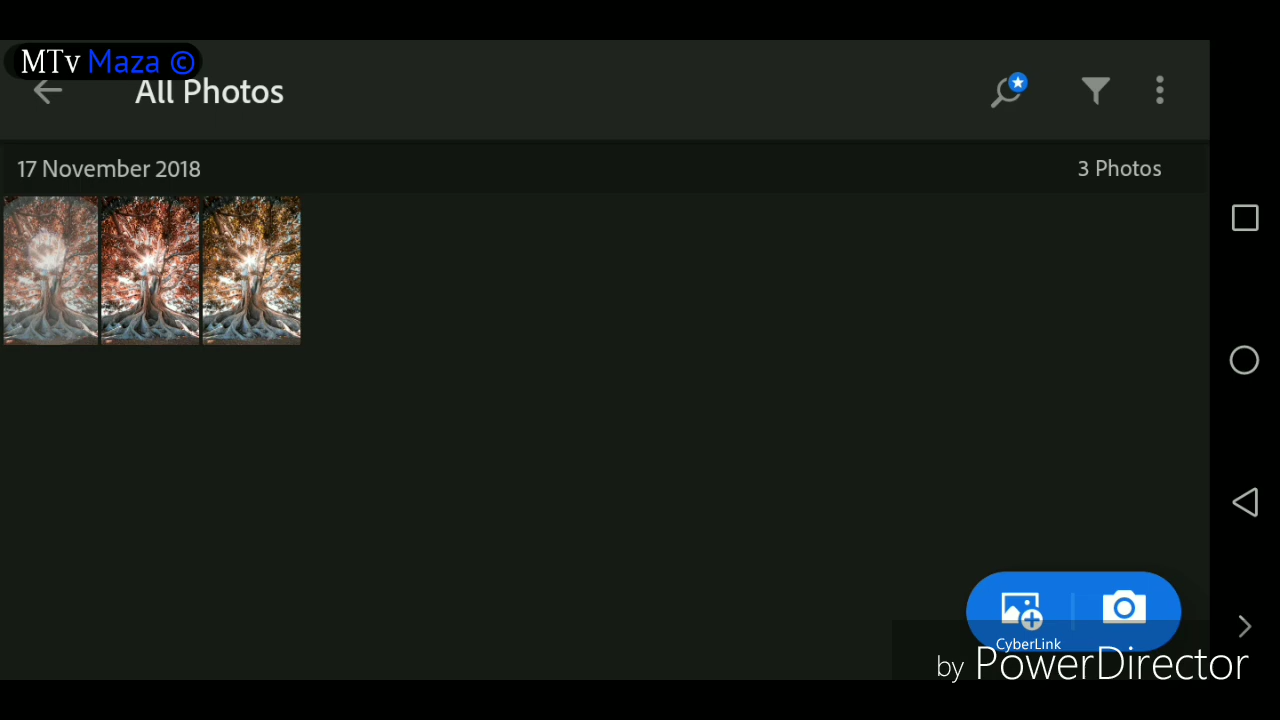 MTv Maza ©
All Photos
17 November 2018
3 Photos
CyberLink
by PowerDirector